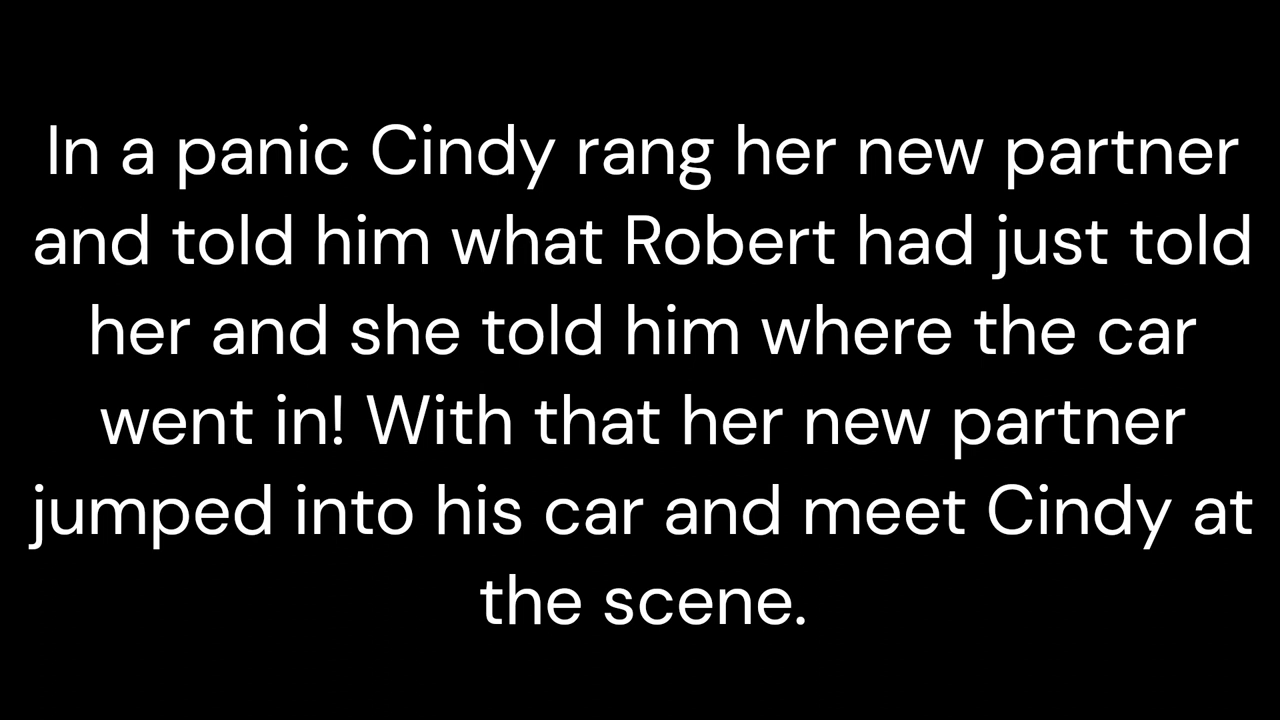 In a panic Cindy rang her new partner
and told him what Robert had just told
her and she told him where the car
went in! With that her new partner
jumped into his car and meet Cindy at
the scene.